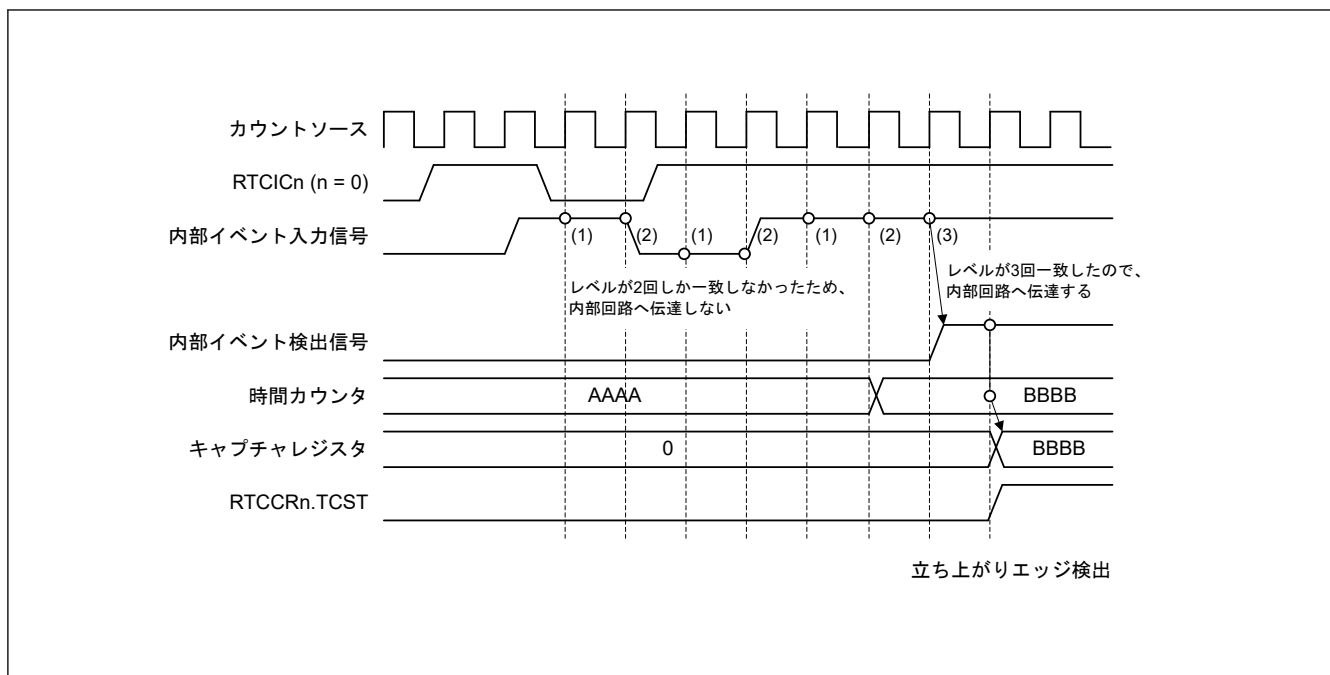 カウントソース
RTCICn (n = 0)
内部イベント入力信号
(1)
(2)
(1)
(2)
(1)
(2)
(3)
レベルが2回しか一致しなかったため、
内部回路へ伝達しない
レベルが3回一致したので、
内部回路へ伝達する
内部イベント検出信号
時間カウンタ
AAAA
BBBB
キャプチャレジスタ
0
BBBB
RTCCRn.TCST
立ち上がりエッジ検出